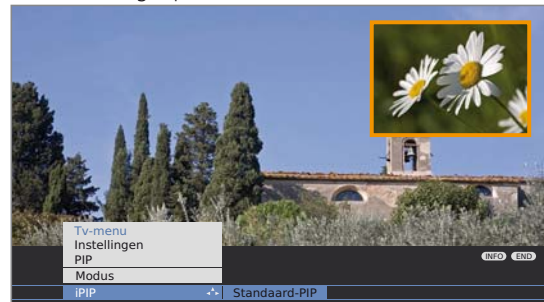 Tv-menu
Instellingen
PIP
INFO END
Modus
iPIP Standaard-PIP